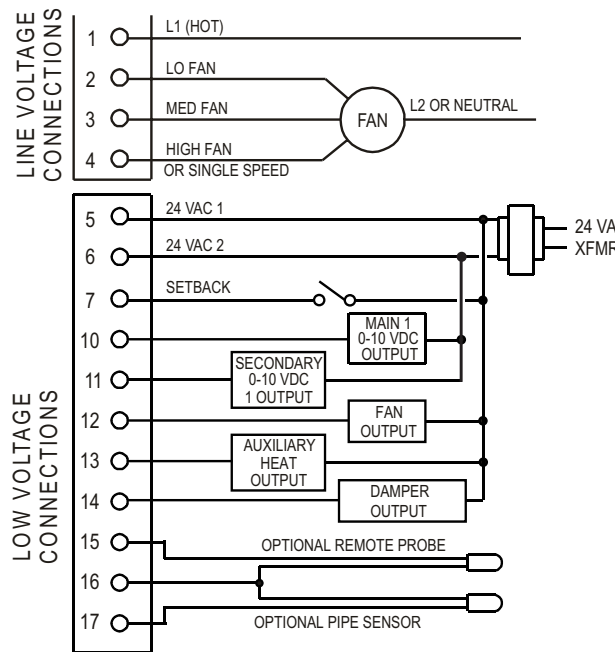 LINE VOLTAGE
CONNECTIONS
1
L1 (HOT)
2
LO FAN
3
MED FAN
FAN
L2 OR NEUTRAL
4
HIGH FAN
OR SINGLE SPEED
LOW VOLTAGE
CONNECTIONS
5
24 VAC 1
24 VA
XFMR
6
24 VAC 2
7
SETBACK
10
MAIN 1
0-10 VDC
OUTPUT
11
SECONDARY
0-10 VDC
1 OUTPUT
12
FAN
OUTPUT
13
AUXILIARY
HEAT
OUTPUT
14
DAMPER
OUTPUT
15
OPTIONAL REMOTE PROBE
16
17
OPTIONAL PIPE SENSOR